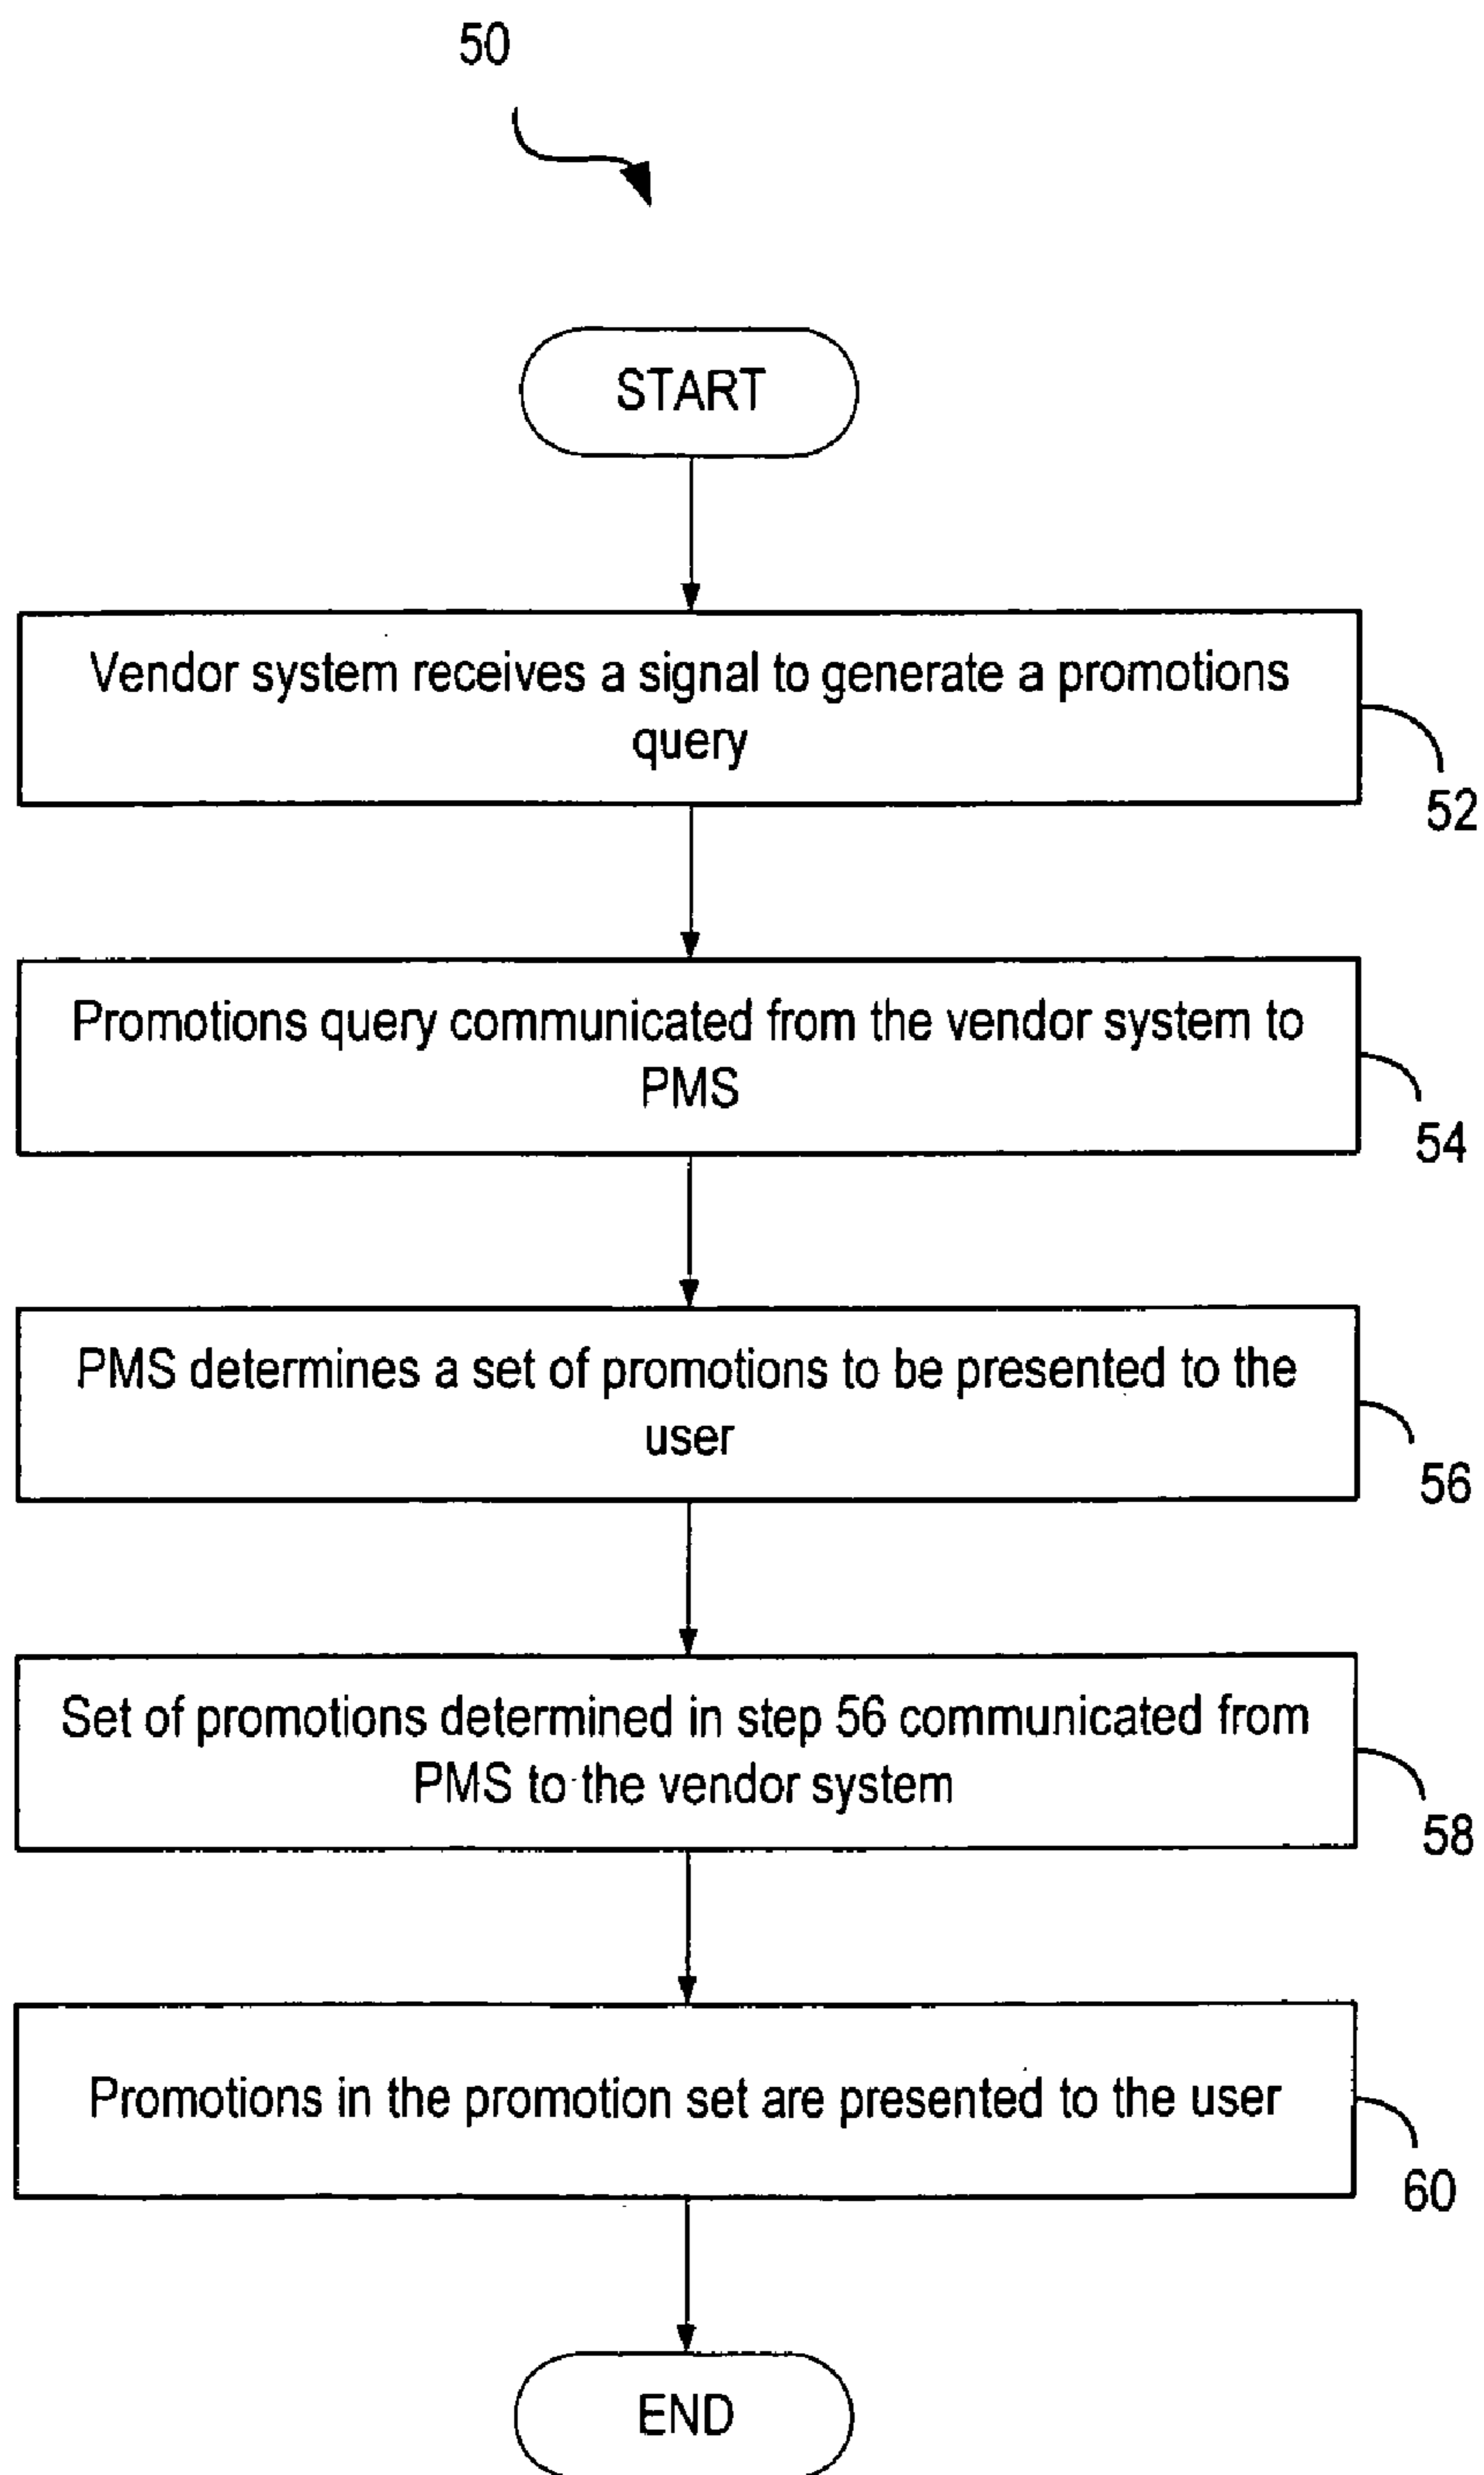 50
START
Vendor system receives a signal to generate a promotions
query
52
Promotions query communicated from the vendor system to
PMS
54
PMS determines a set of promotions to be presented to the
user
56
Set of promotions determined in step 56 communicated from
PMS to the vendor system
58
Promotions in the promotion set are presented to the user
60
END